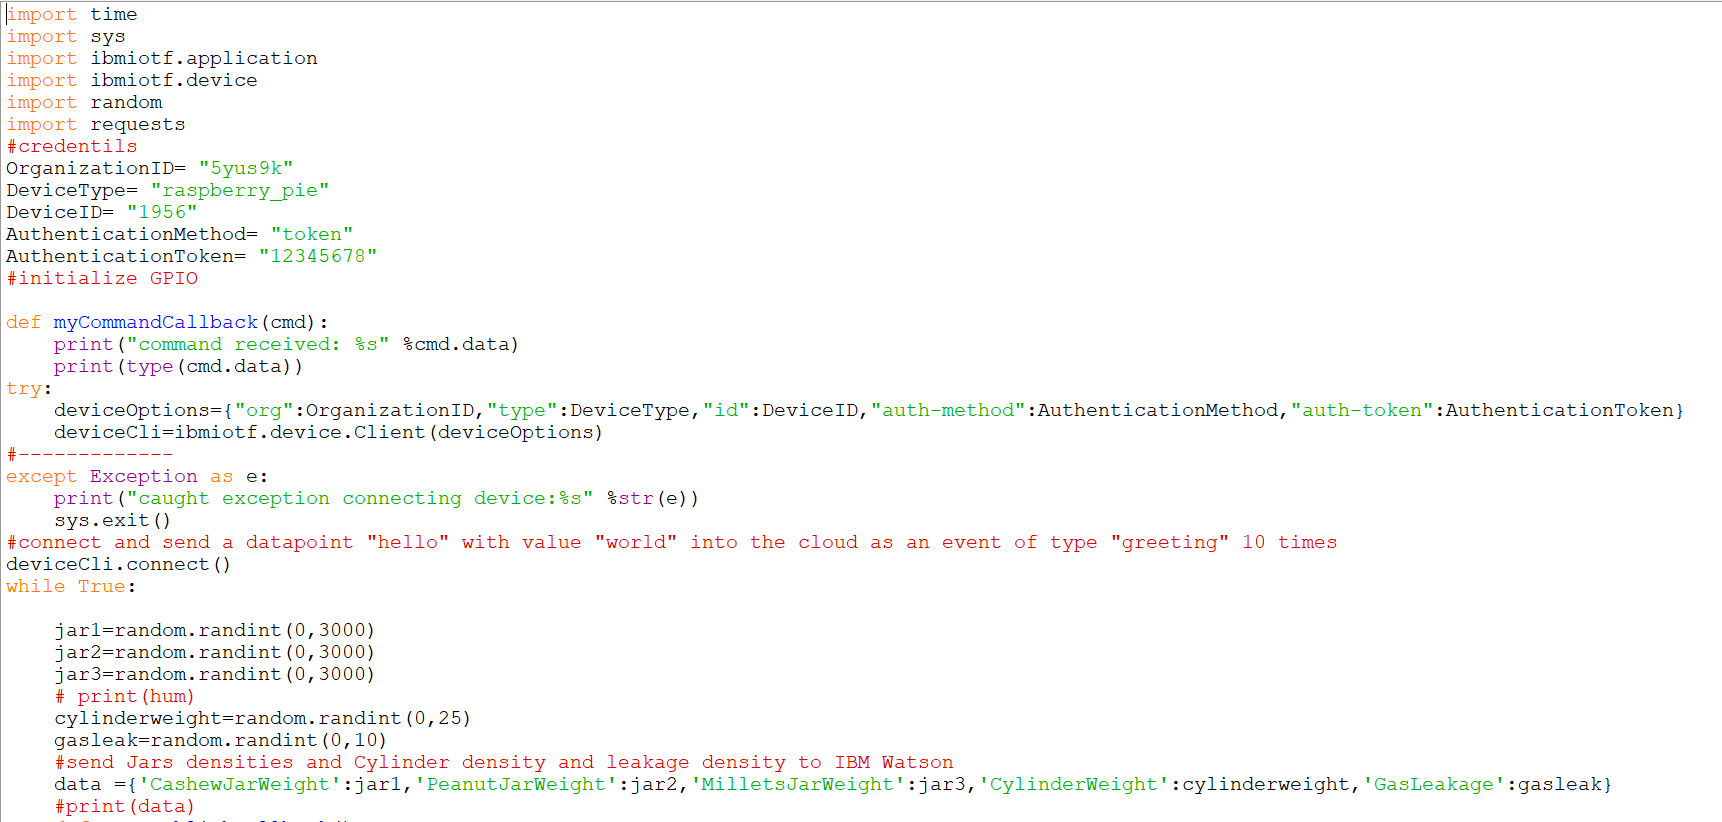 import time
import sys
import ibmiotf.application
import ibmiotf.device
import random
import requests
#credentils
OrganizationID= "5yus9k"
DeviceType= "raspberry_pie"
DeviceID= "1956"
AuthenticationMethod= "token"
AuthenticationToken= "12345678"
#initialize GPIO

def myCommandCallback(cmd):
    print("command received: %s" %cmd.data)
    print(type(cmd.data))
try:
    deviceOptions={"org":OrganizationID,"type":DeviceType,"id":DeviceID,"auth-method":AuthenticationMethod,"auth-token":AuthenticationToken}
    deviceCli=ibmiotf.device.Client(deviceOptions)
#-------------
except Exception as e:
    print("caught exception connecting device:%s" %str(e))
    sys.exit()
#connect and send a datapoint "hello" with value "world" into the cloud as an event of type "greeting" 10 times
deviceCli.connect()
while True:

    jar1=random.randint(0,3000)
    jar2=random.randint(0,3000)
    jar3=random.randint(0,3000)
    # print(hum)
    cylinderweight=random.randint(0,25)
    gasleak=random.randint(0,10)
    #send Jars densities and Cylinder density and leakage density to IBM Watson
    data ={'CashewJarWeight':jar1,'PeanutJarWeight':jar2,'MilletsJarWeight':jar3,'CylinderWeight':cylinderweight,'GasLeakage':gasleak}
    #print(data)